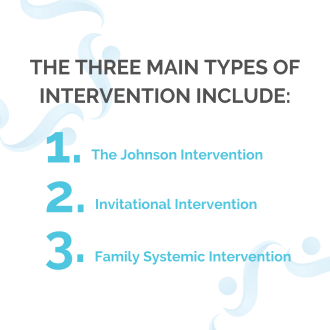 THE THREE MAIN TYPES OF
INTERVENTION INCLUDE:
1. The Johnson Intervention
2. Invitational Intervention
3. Family Systemic Intervention